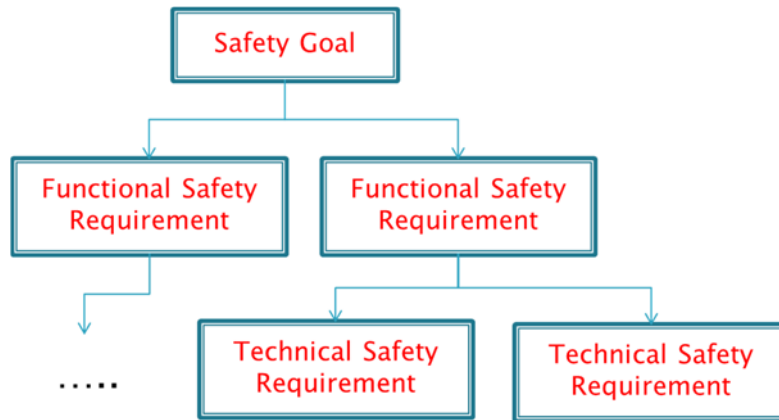 Safety Goal
Functional Safety
Requirement
Functional Safety
Requirement
.....
Technical Safety
Requirement
Technical Safety
Requirement